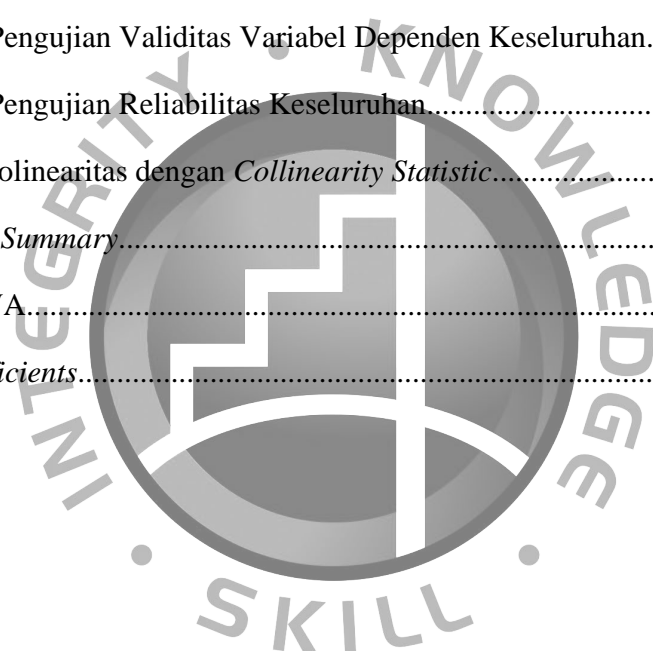 Pengujian Validitas Variabel Dependen Keseluruhan.
Pengujian Reliabilitas Keseluruhan..............................
olinearitas dengan Collinearity Statistic.....................
Summary.....................................................................
A..................................................................................
icients..........................................................................
INTEGRITY • KNOWLEDGE • SKILL